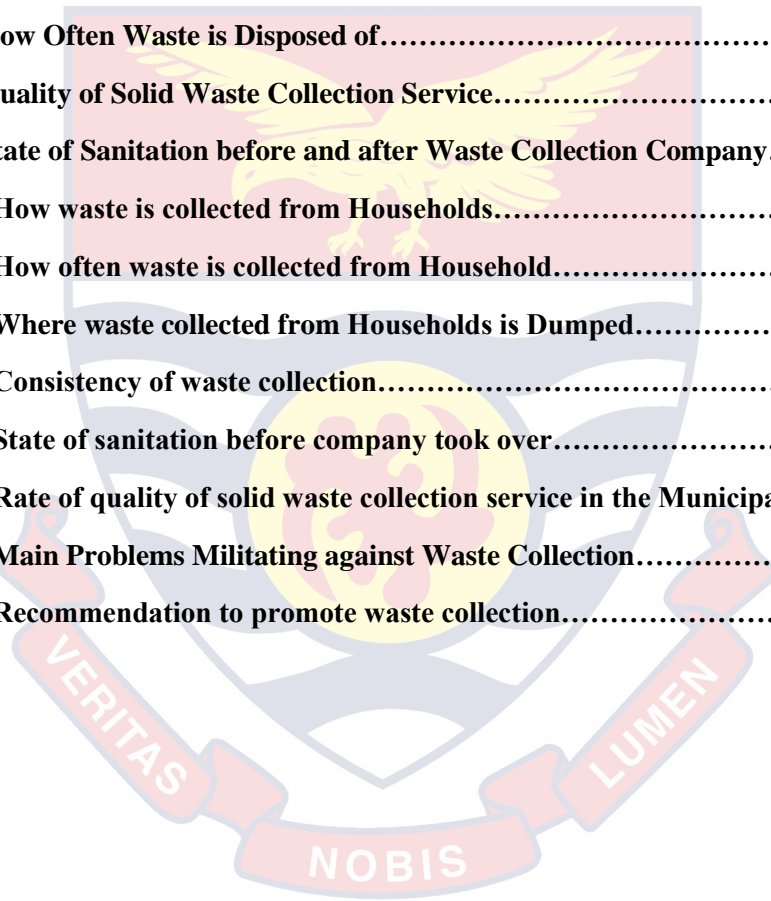 ow Often Waste is Disposed of……………………………………
uality of Solid Waste Collection Service…………………………
tate of Sanitation before and after Waste Collection Company.
How waste is collected from Households…………………………
How often waste is collected from Household……………………
Where waste collected from Households is Dumped……………
Consistency of waste collection……………………………………
State of sanitation before company took over……………………
Rate of quality of solid waste collection service in the Municipa
Main Problems Militating against Waste Collection……………
Recommendation to promote waste collection……………………
VERITAS
NOBIS
LUMEN